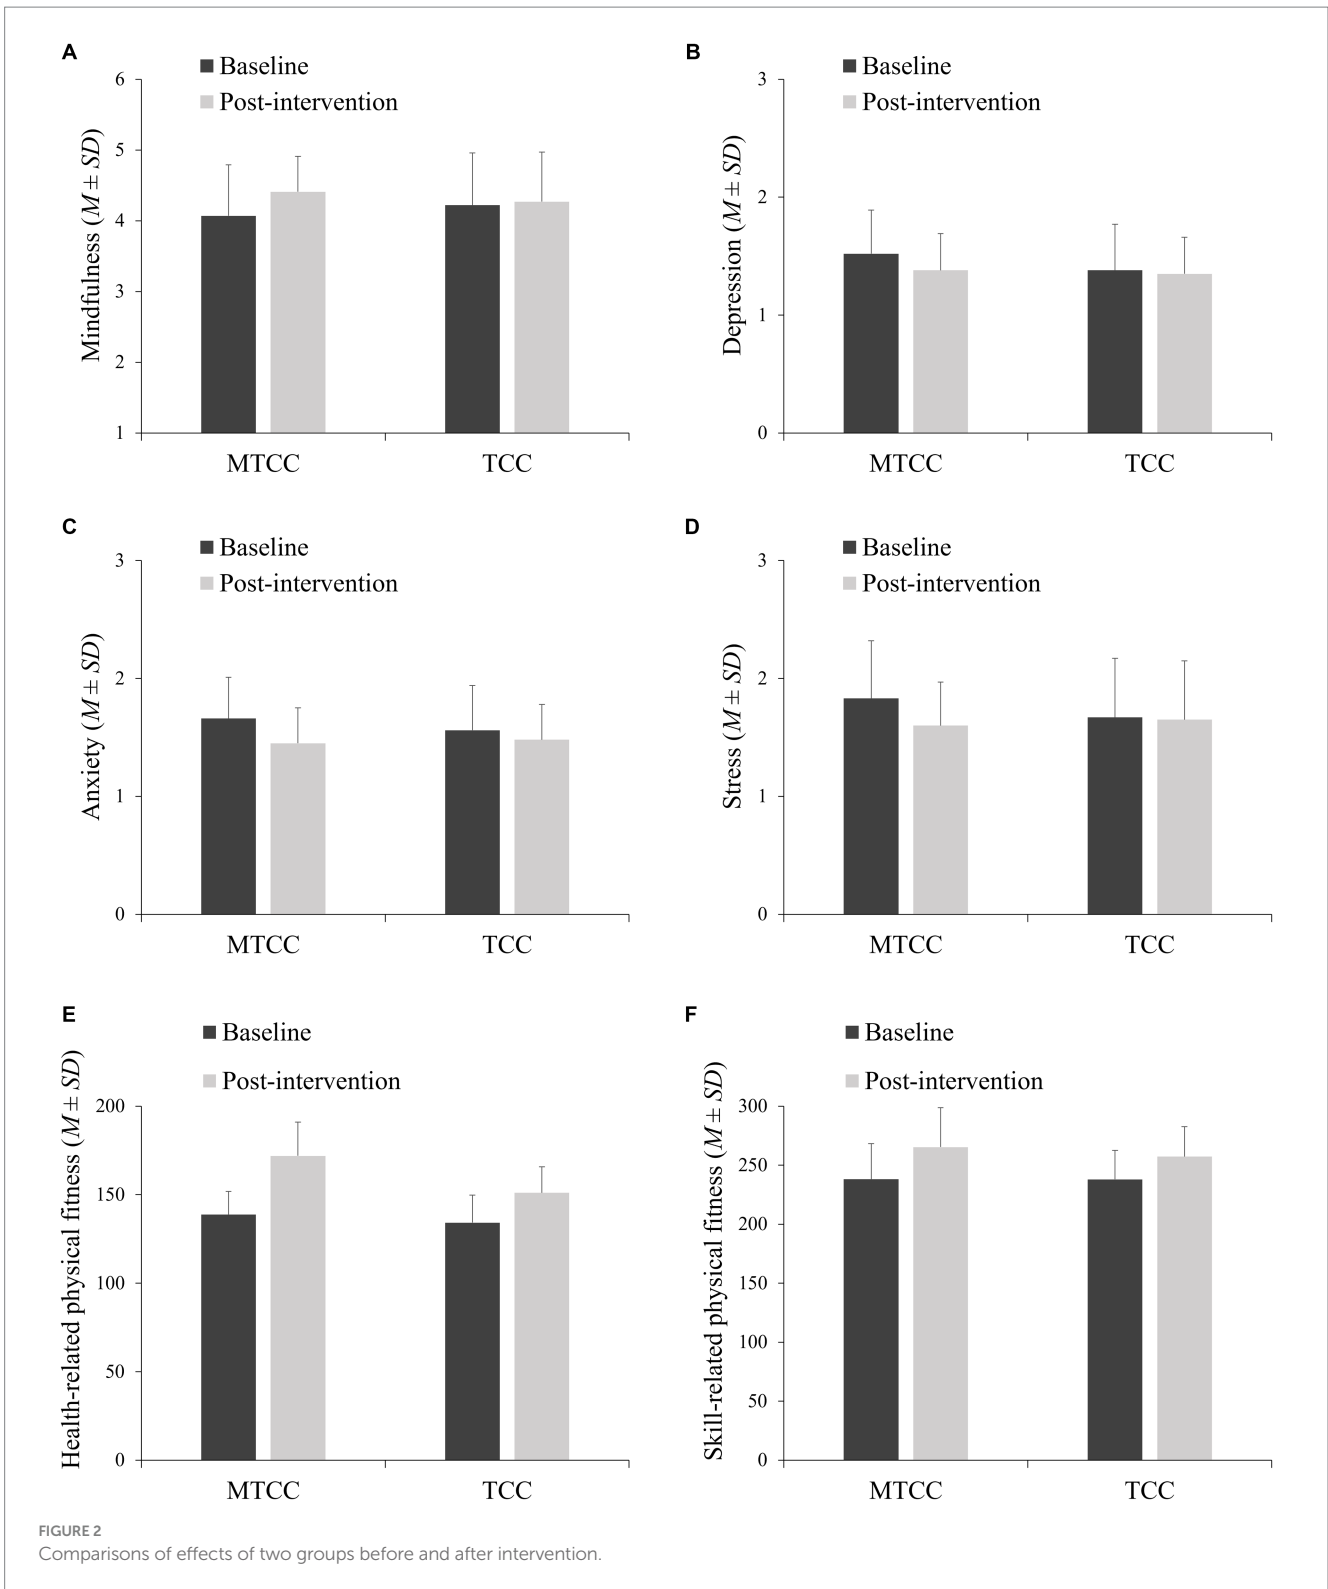 A
Baseline
Post-intervention
6
5
4
3
2
1
Mindfulness (M ± SD)
MTCC
TCC
B
Baseline
Post-intervention
3
2
1
0
Depression (M ± SD)
MTCC
TCC
C
Baseline
Post-intervention
3
2
1
0
Anxiety (M ± SD)
MTCC
TCC
D
Baseline
Post-intervention
3
2
1
0
Stress (M ± SD)
MTCC
TCC
E
Baseline
Post-intervention
200
150
100
50
0
Health-related physical fitness (M ± SD)
MTCC
TCC
F
Baseline
Post-intervention
300
250
200
150
100
50
0
Skill-related physical fitness (M ± SD)
MTCC
TCC
FIGURE 2
Comparisons of effects of two groups before and after intervention.